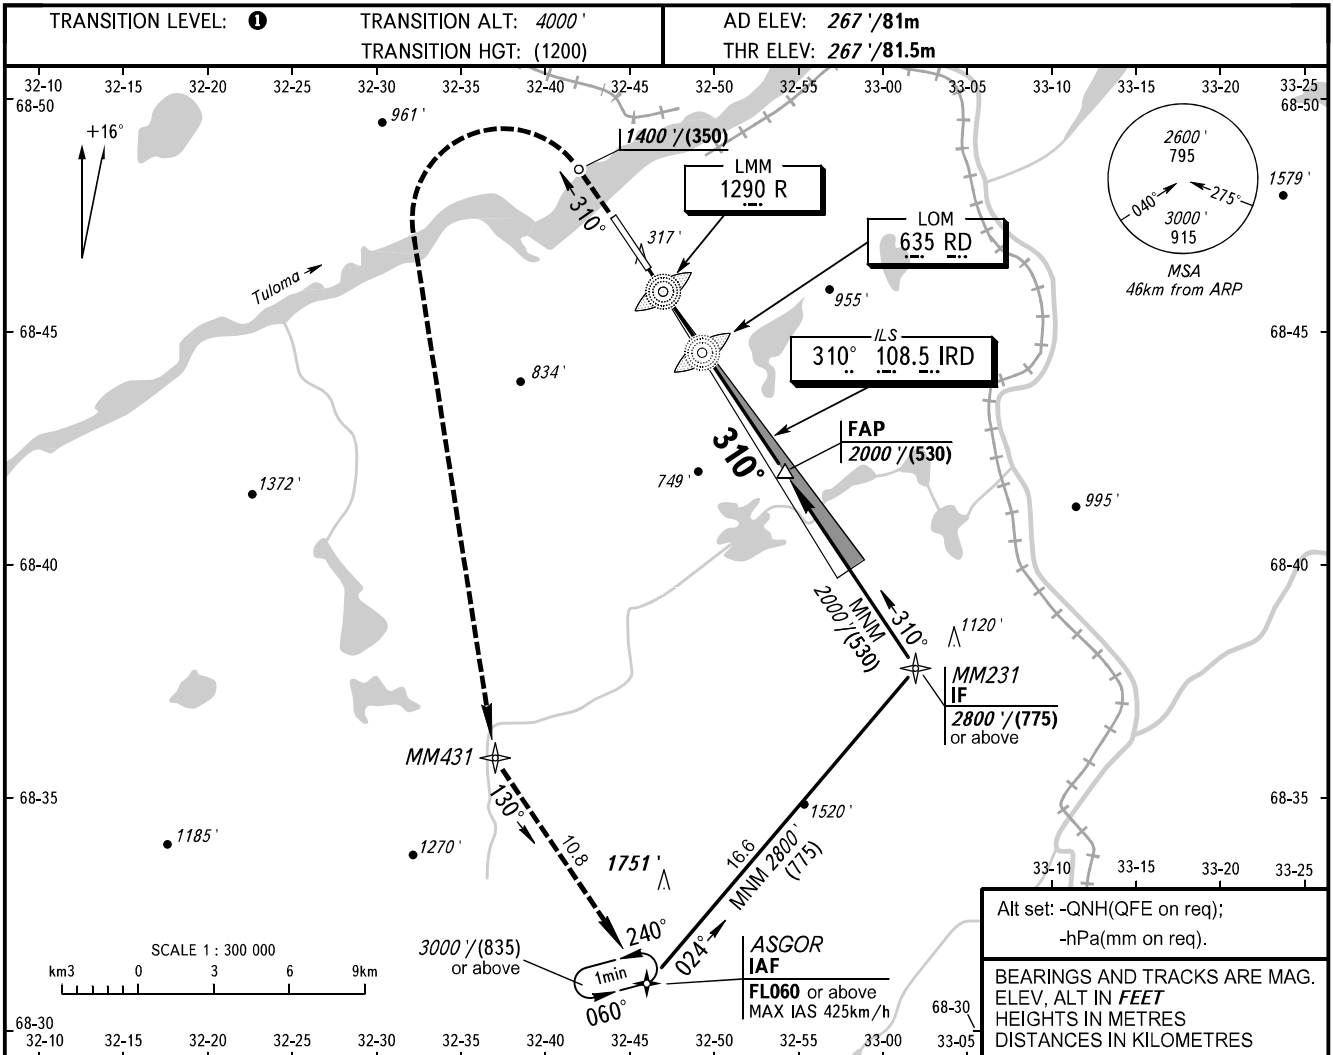 TRANSITION LEVEL: ❶
TRANSITION ALT: 4000 '
TRANSITION HGT: (1200)
AD ELEV: 267 '/81m
THR ELEV: 267 '/81.5m
32-10 32-15 32-20 32-25 32-30 32-35 32-40 32-45 32-50 32-55 33-00 33-05 33-10 33-15 33-20 33-25
68-50
68-50
+16°
961 '
1400 '/(350)
LMM
1290 R
2600 '
795
040°
275°
3000 '
915
MSA
46km from ARP
1579 '
310°
317 '
LOM
635 RD
Tuloma
955 '
68-45
68-45
ILS
310° 108.5 IRD
834 '
FAP
2000 '/(530)
310°
749 '
1372 '
995 '
68-40
68-40
MNM
2000 '/(530)
310°
1120 '
MM231
IF
2800 '/(775)
or above
MM431
130°
10.8
68-35
68-35
1520 '
1185 '
1270 '
1751 '
16.6
MNM 2800 '
(775)
33-10 33-15 33-20 33-25
240°
024°
3000 '/(835)
or above
1min
060°
ASGOR
IAF
FL060 or above
MAX IAS 425km/h
SCALE 1 : 300 000
km3 0 3 6 9km
Alt set: -QNH(QFE on req);
-hPa(mm on req).
BEARINGS AND TRACKS ARE MAG.
ELEV, ALT IN FEET
HEIGHTS IN METRES
DISTANCES IN KILOMETRES
68-30
68-30
32-10 32-15 32-20 32-25 32-30 32-35 32-40 32-45 32-50 32-55 33-00 33-05